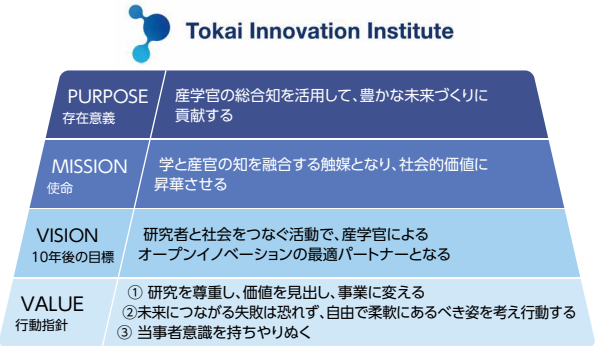 Tokai Innovation Institute
PURPOSE
存在意義
産学官の総合知を活用して、豊かな未来づくりに
貢献する
MISSION
使命
学と産官の知を融合する触媒となり、社会的価値に
昇華させる
VISION
10年後の目標
研究者と社会をつなぐ活動で、産学官による
オープンイノベーションの最適パートナーとなる
VALUE
行動指針
① 研究を尊重し、価値を見出し、事業に変える
②未来につながる失敗は恐れず、自由で柔軟にあるべき姿を考え行動する
③ 当事者意識を持ちやりぬく